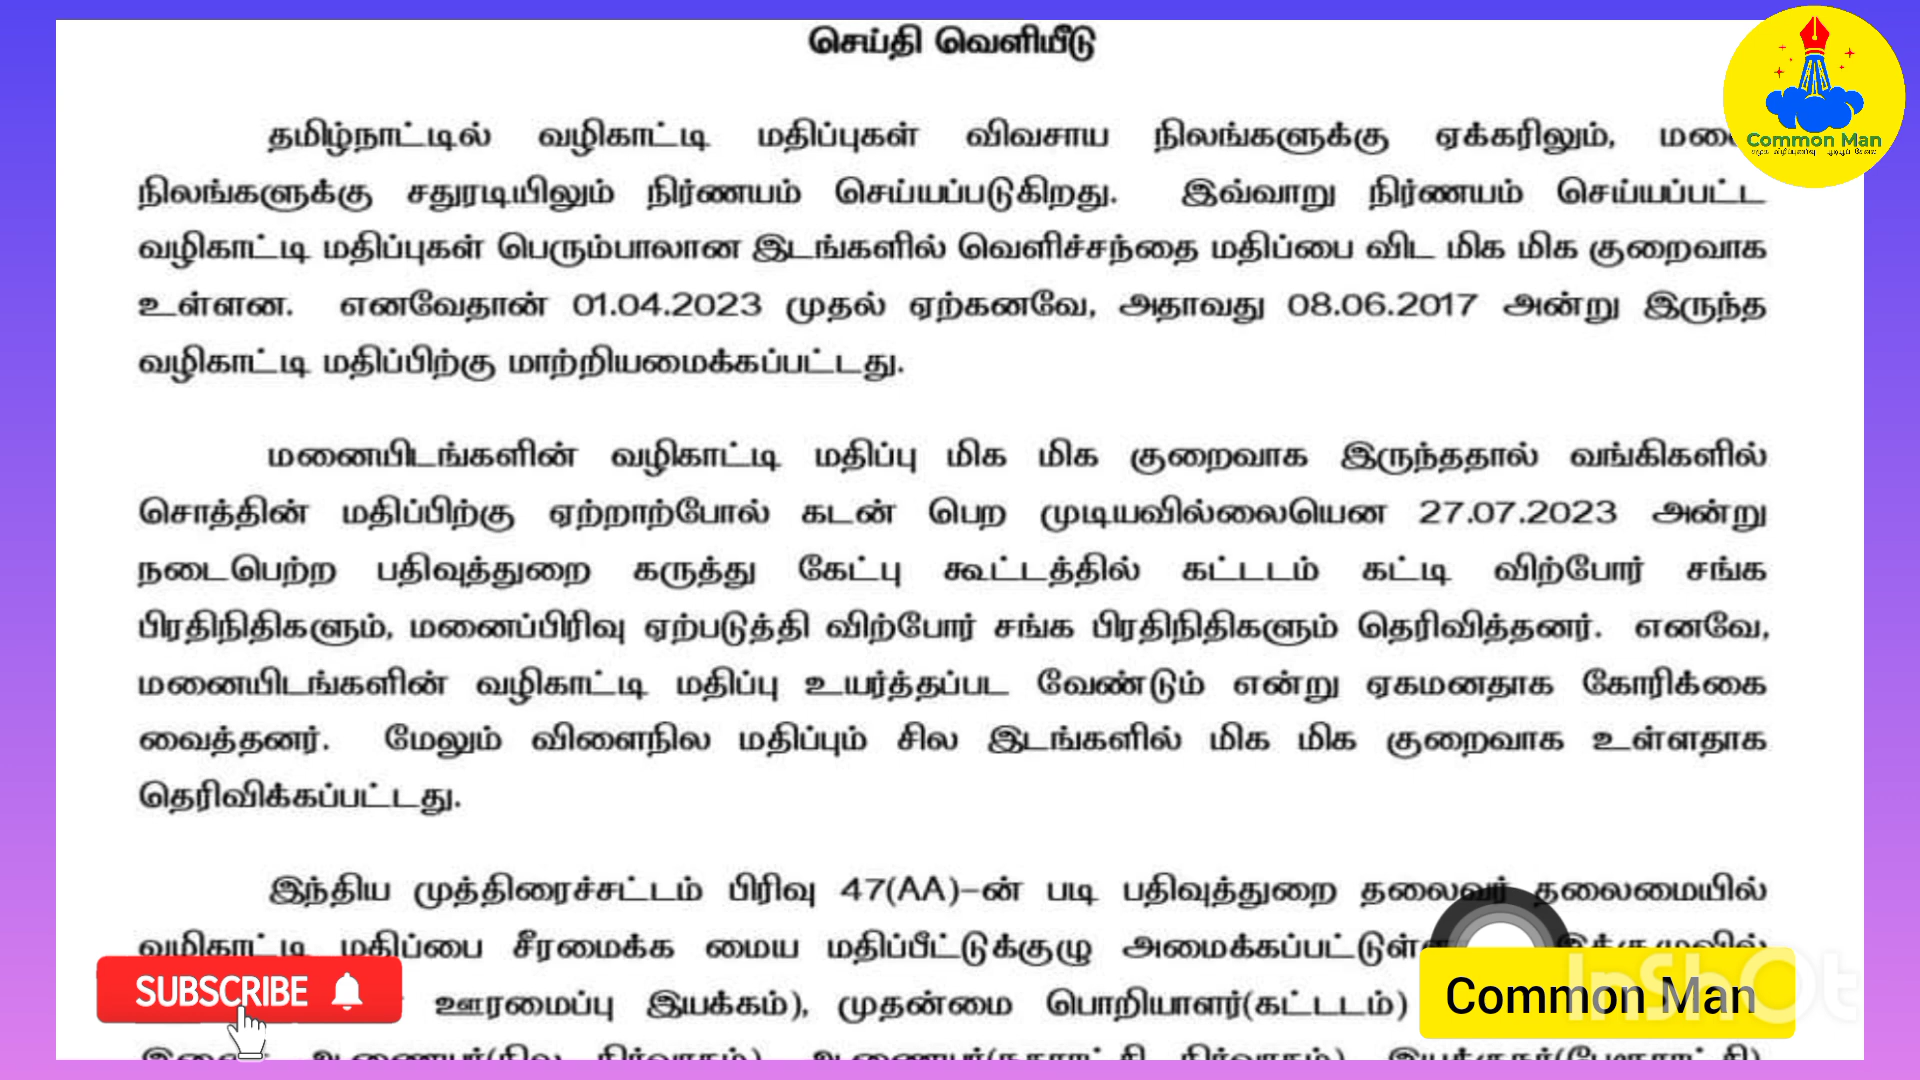 செய்தி வெளியீடு
தமிழ்நாட்டில் வழிகாட்டி மதிப்புகள் விவசாய நிலங்களுக்கு ஏக்கரிலும்,
நிலங்களுக்கு சதுரடியிலும் நிர்ணயம் செய்யப்படுகிறது. இவ்வாறு நிர்ணயம் செய்யப்பட்ட
வழிகாட்டி மதிப்புகள் பெரும்பாலான இடங்களில் வெளிச்சந்தை மதிப்பை விட மிக மிக குறைவாக
உள்ளன. எனவேதான் 01.04.2023 முதல் ஏற்கனவே, அதாவது 08.06.2017 அன்று இருந்த
வழிகாட்டி மதிப்பிற்கு மாற்றியமைக்கப்பட்டது.
மனையிடங்களின் வழிகாட்டி மதிப்பு மிக மிக குறைவாக இருந்ததால் வங்கிகளில்
சொத்தின் மதிப்பிற்கு ஏற்றாற்போல் கடன் பெற முடியவில்லையென 27.07.2023 அன்று
நடைபெற்ற பதிவுத்துறை கருத்து கேட்பு கூட்டத்தில் கட்டடம் கட்டி விற்போர் சங்க
பிரதிநிதிகளும், மனைப்பிரிவு ஏற்படுத்தி விற்போர் சங்க பிரதிநிதிகளும் தெரிவித்தனர். எனவே,
மனையிடங்களின் வழிகாட்டி மதிப்பு உயர்த்தப்பட வேண்டும் என்று ஏகமனதாக கோரிக்கை
வைத்தனர். மேலும் விளைநில மதிப்பும் சில இடங்களில் மிக மிக குறைவாக உள்ளதாக
தெரிவிக்கப்பட்டது.
இந்திய முத்திரைச்சட்டம் பிரிவு 47(AA)-ன் படி பதிவுத்துறை தலைவர் தலைமையில்
வழிகாட்டி மதிப்பை சீரமைக்க மைய மதிப்பீட்டுக்குழு
ஊரமைப்பு இயக்கம்), முதன்மை பொறியாளர்(கட்டடம்)
Common Man
SUBSCRIBE
Common Man
InShOt